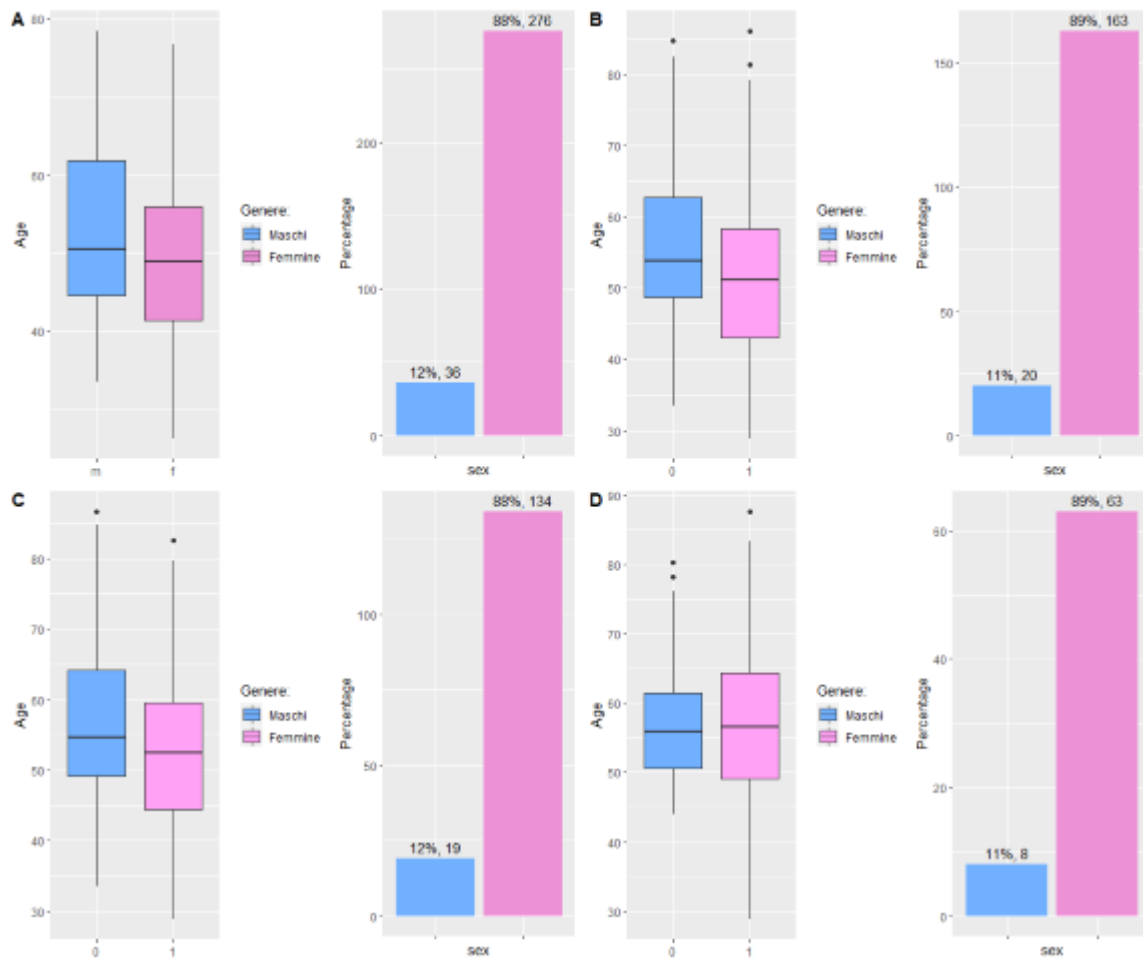 A
80
60
40
Age
m
f
Genere:
Maschi
Femmine
88%, 276
200
100
0
Percentage
12%, 36
sex
B
80
70
60
50
40
30
Age
0
1
Genere:
Maschi
Femmine
89%, 163
150
100
50
0
Percentage
11%, 20
sex
C
80
70
60
50
40
30
Age
0
1
Genere:
Maschi
Femmine
88%, 134
100
50
0
Percentage
12%, 19
sex
D
90
80
70
60
50
40
30
Age
0
1
Genere:
Maschi
Femmine
89%, 63
60
40
20
0
Percentage
11%, 8
sex